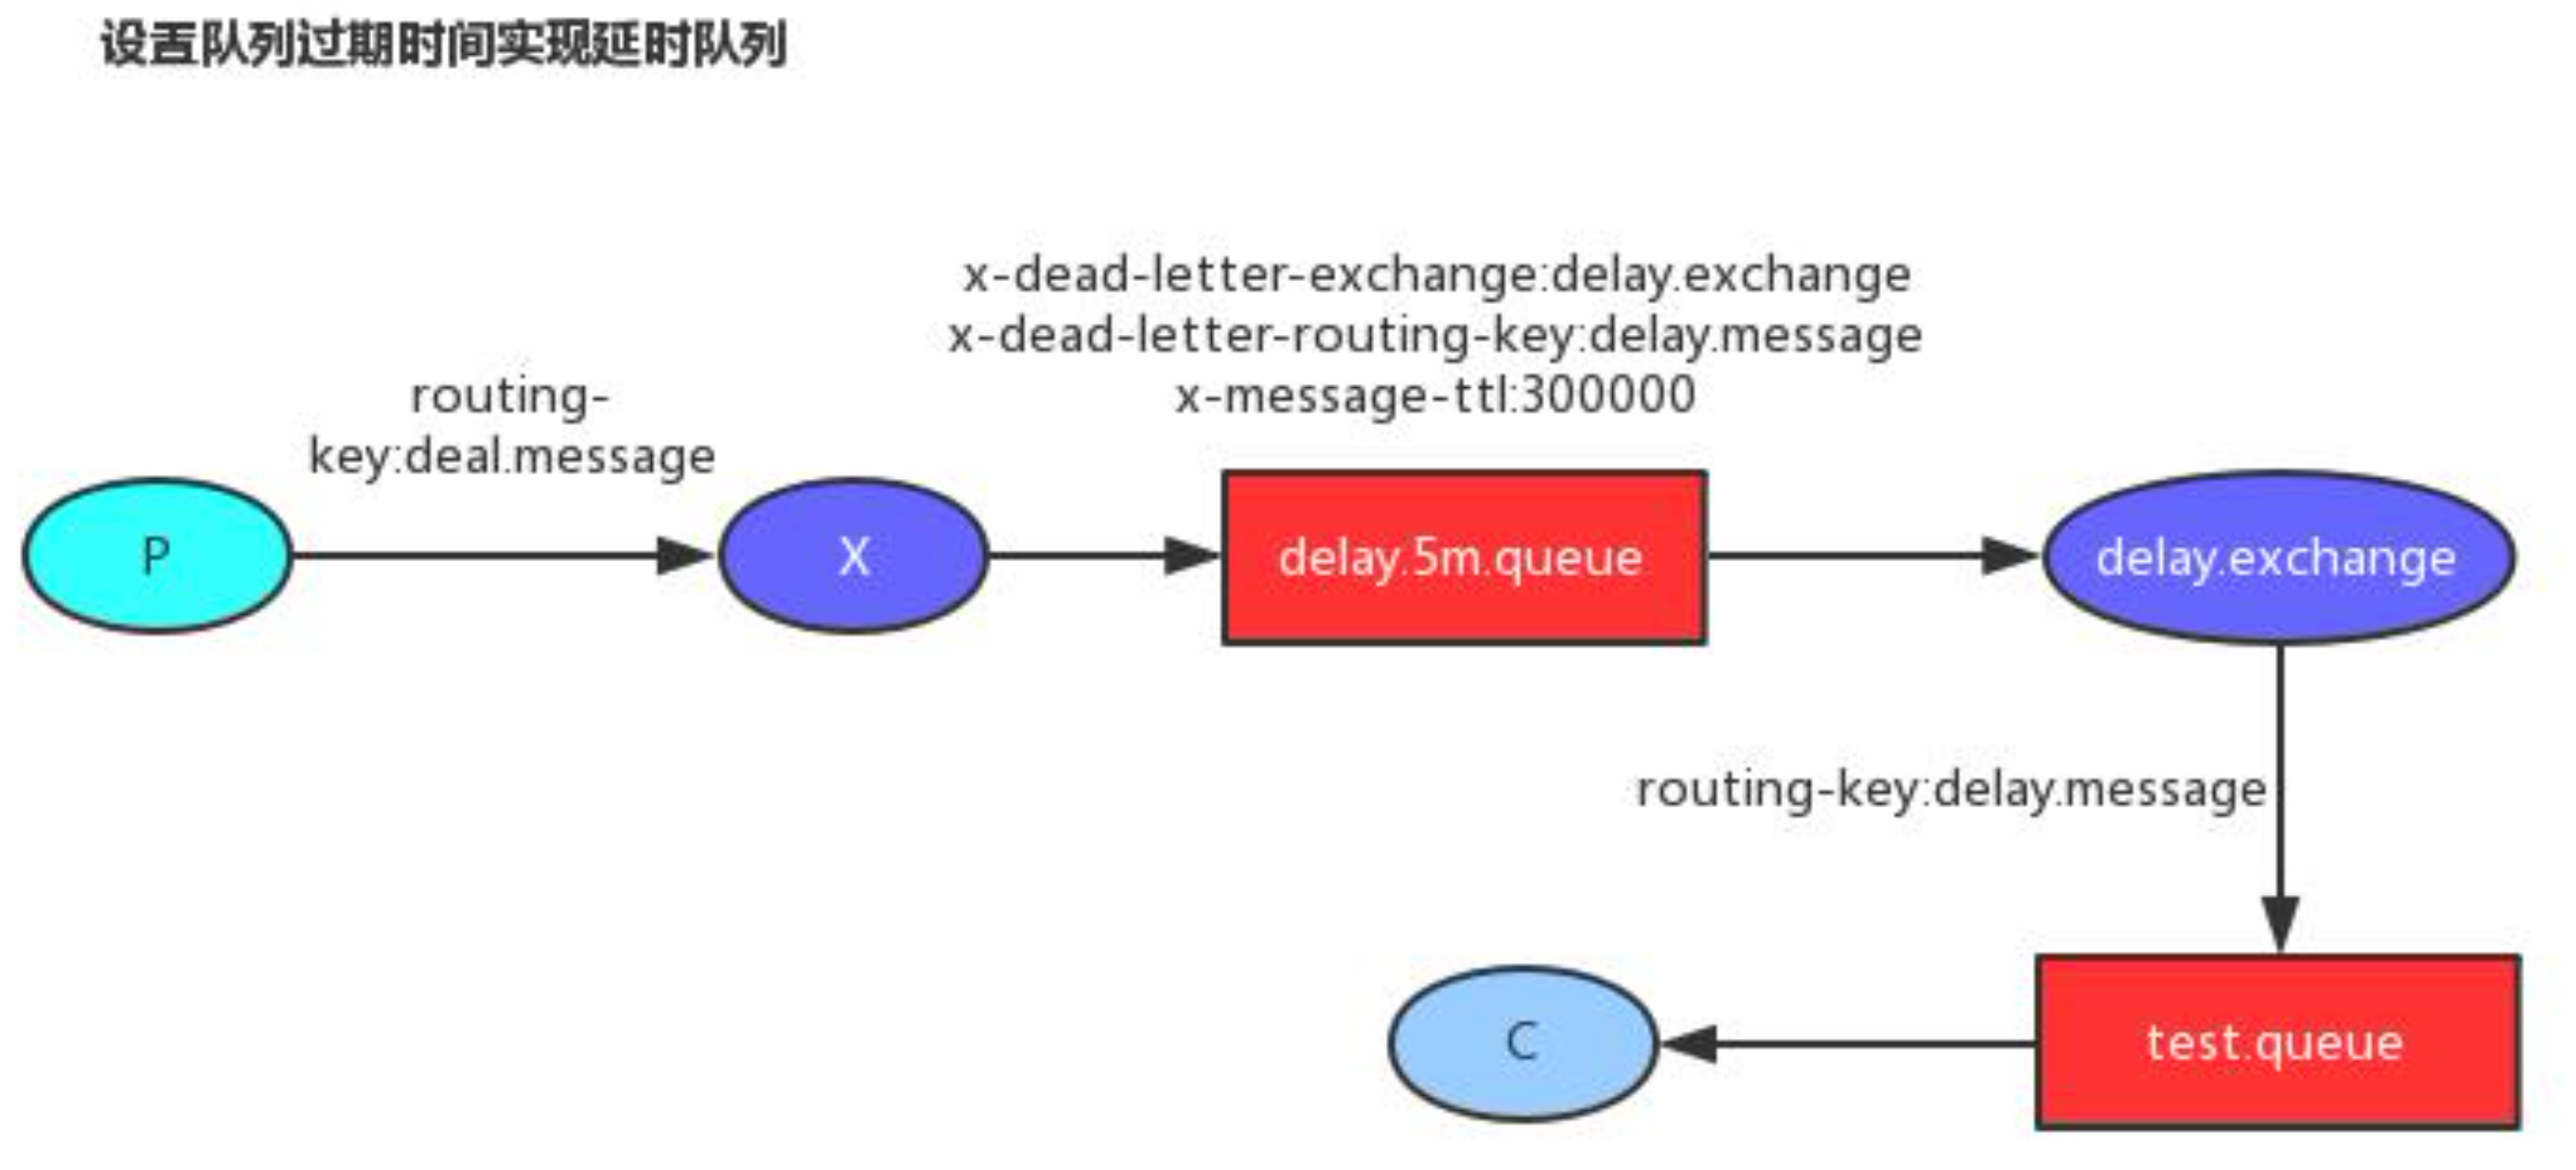 设置队列过期时间实现延时队列
x-dead-letter-exchange:delay.exchange
x-dead-letter-routing-key:delay.message
x-message-ttl:300000
routing-
key:deal.message
P
X
delay.5m.queue
delay.exchange
routing-key:delay.message
C
test.queue